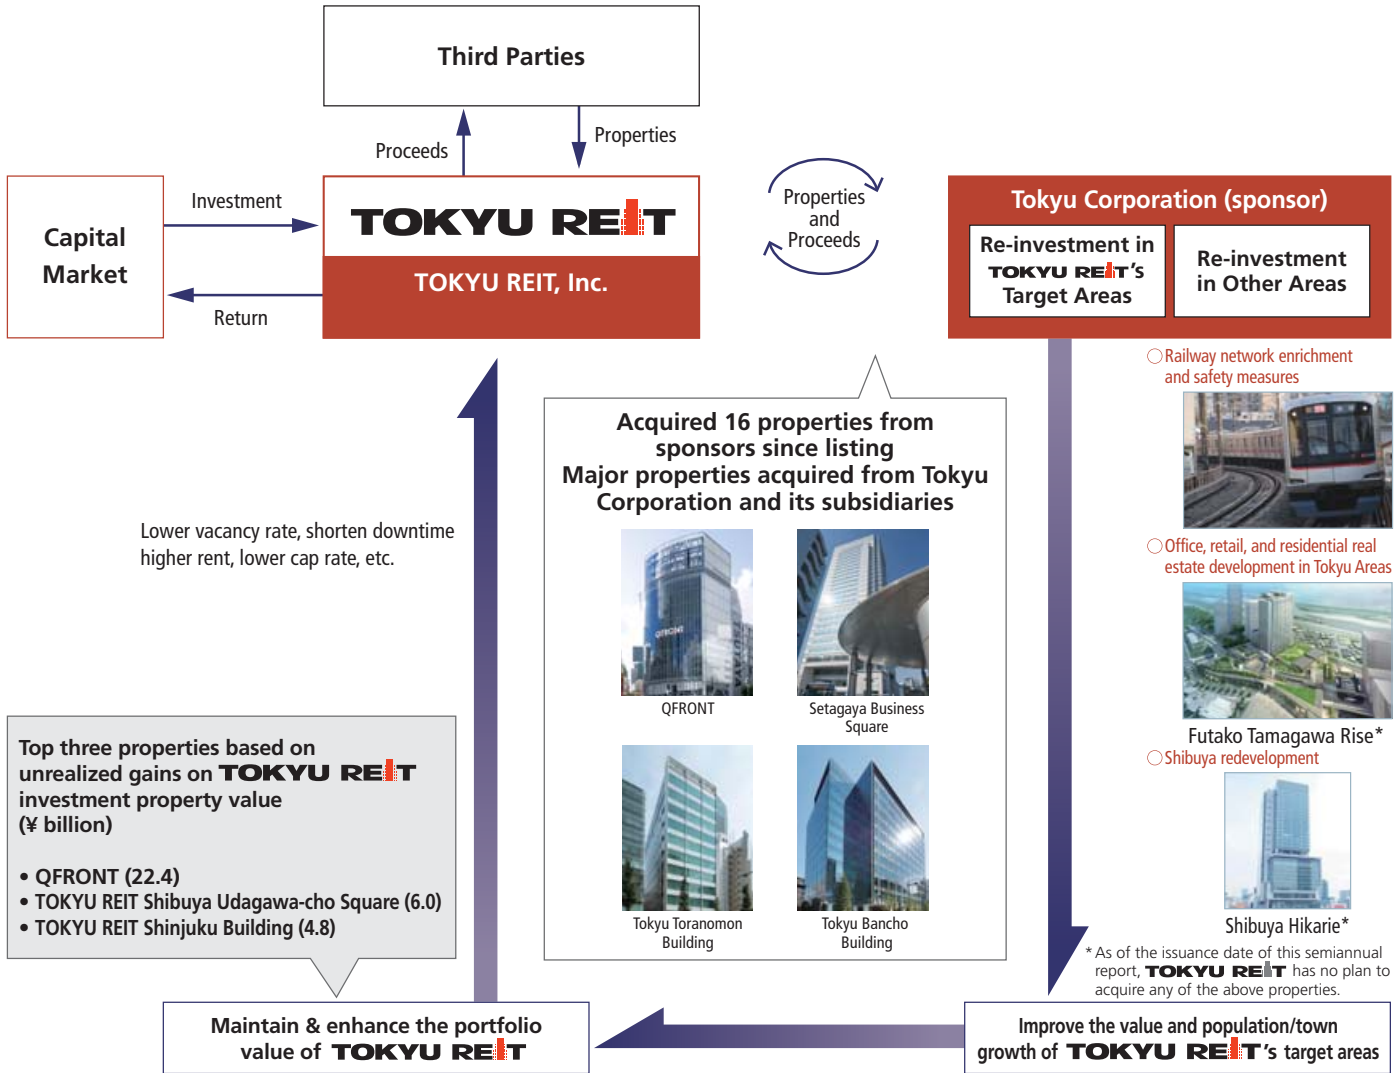 Third Parties
Proceeds
Properties
Capital
Market
Investment
Return
TOKYU REIT
TOKYU REIT, Inc.
Properties
and
Proceeds
Tokyu Corporation (sponsor)
Re-investment in
TOKYU REIT's
Target Areas
Re-investment
in Other Areas
Railway network enrichment
and safety measures
Office, retail, and residential real
estate development in Tokyu Areas
Futako Tamagawa Rise*
Shibuya redevelopment
Shibuya Hikarie*
* As of the issuance date of this semiannual
report, TOKYU REIT has no plan to
acquire any of the above properties.
Acquired 16 properties from
sponsors since listing
Major properties acquired from Tokyu
Corporation and its subsidiaries
QFRONT
QFRONT
Setagaya Business
Square
Tokyu Toranomon
Building
Tokyu Bancho
Building
Lower vacancy rate, shorten downtime
higher rent, lower cap rate, etc.
Top three properties based on
unrealized gains on TOKYU REIT
investment property value
(¥ billion)
• QFRONT (22.4)
• TOKYU REIT Shibuya Udagawa-cho Square (6.0)
• TOKYU REIT Shinjuku Building (4.8)
Maintain & enhance the portfolio
value of TOKYU REIT
Improve the value and population/town
growth of TOKYU REIT's target areas